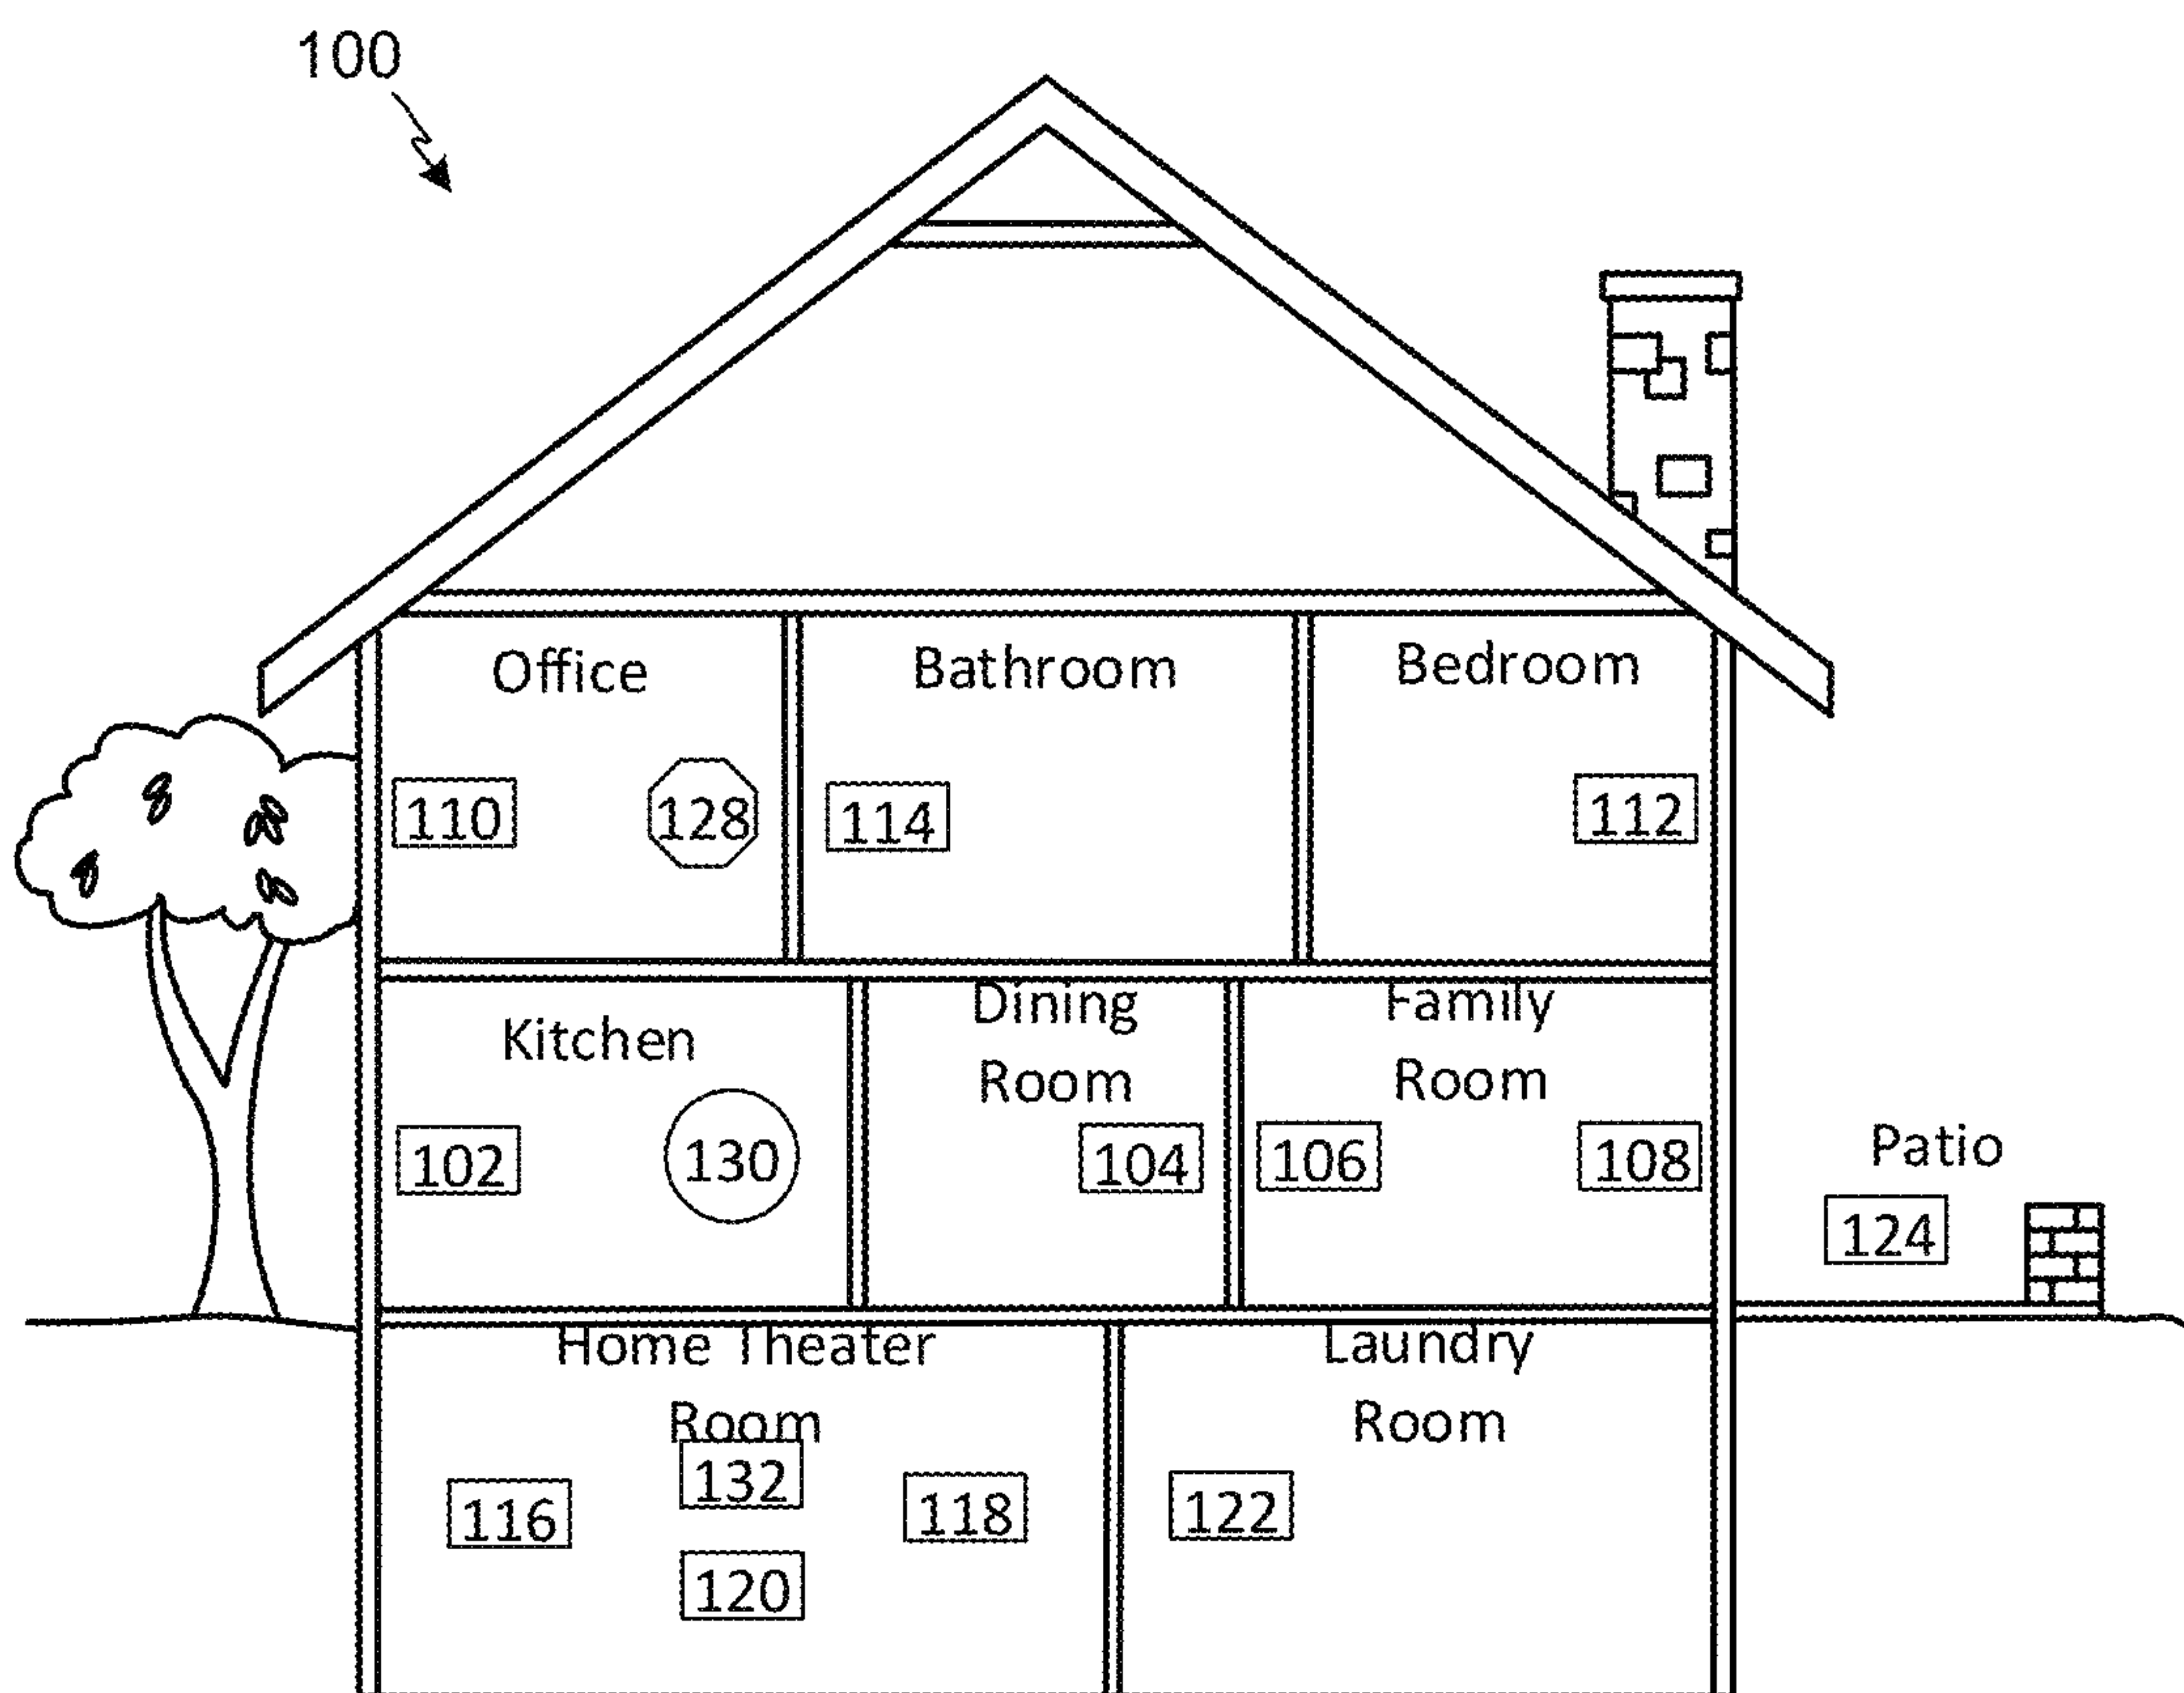 100
Office
Bathroom
Bedroom
110
128
114
112
Kitchen
Dining
Room
Family
Room
102
130
104
106
108
Patio
124
Home Theater
Room
Laundry
Room
116
132
118
120
122